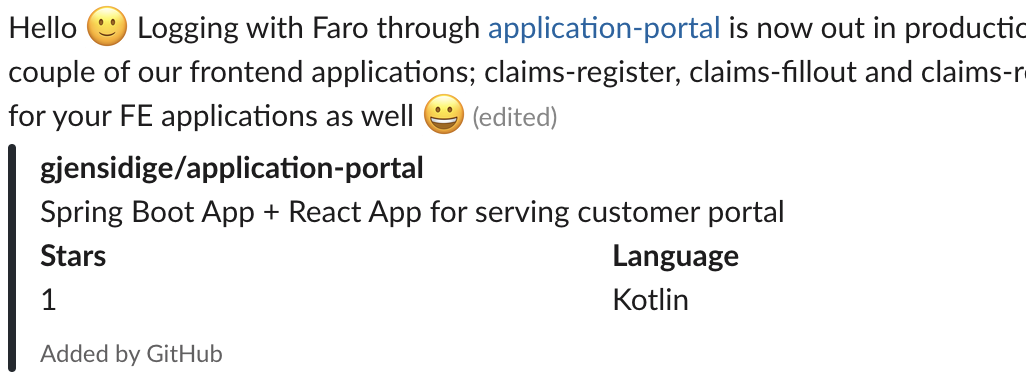 Hello 🙂 Logging with Faro through application-portal is now out in
couple of our frontend applications; claims-register, claims-fillout and
for your FE applications as well 😀 (edited)
gjensidige/application-portal
Spring Boot App + React App for serving customer portal
Stars Language
1 Kotlin
Added by GitHub